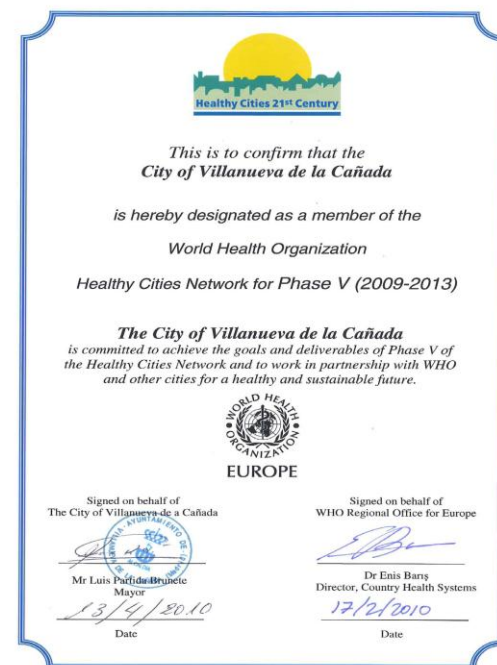 Healthy Cities 21st Century
This is to confirm that the
City of Villanueva de la Cañada
is hereby designated as a member of the
World Health Organization
Healthy Cities Network for Phase V (2009-2013)
The City of Villanueva de la Cañada
is committed to achieve the goals and deliverables of Phase V of
the Healthy Cities Network and to work in partnership with WHO
and other cities for a healthy and sustainable future.
WORLD HEALTH
ORGANIZATION
EUROPE
Signed on behalf of
The City of Villanueva de a Cañada
AYUNTAMIENTO DE
Mr Luis Partida Brunete
Mayor
13/4/2010
Date
Signed on behalf of
WHO Regional Office for Europe
Dr Enis Barış
Director, Country Health Systems
17/2/2010
Date